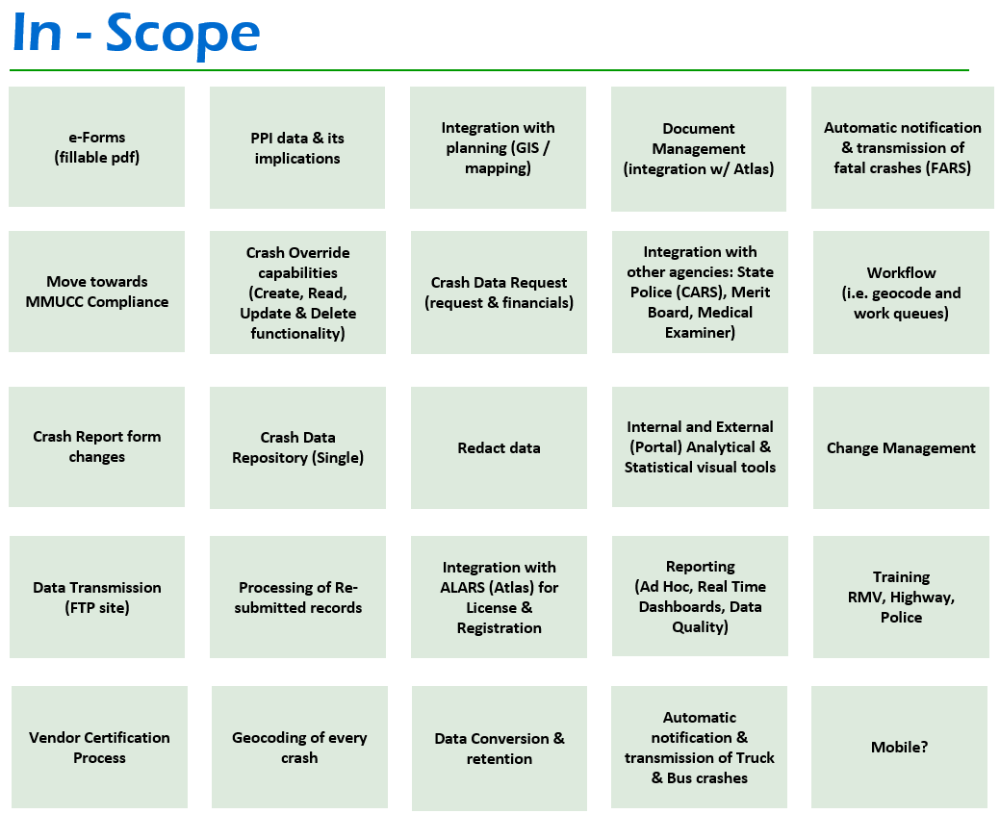 In - Scope
e-Forms
(fillable pdf)
PPI data & its
implications
Integration with
planning (GIS /
mapping)
Document
Management
(integration w/ Atlas)
Automatic notification
& transmission of
fatal crashes (FARS)
Move towards
MMUCC Compliance
Crash Override
capabilities
(Create, Read,
Update & Delete
functionality)
Crash Data Request
(request & financials)
Integration with
other agencies: State
Police (CARS), Merit
Board, Medical
Examiner)
Workflow
(i.e. geocode and
work queues)
Crash Report form
changes
Crash Data
Repository (Single)
Redact data
Internal and External
(Portal) Analytical &
Statistical visual tools
Change Management
Data Transmission
(FTP site)
Processing of Re-
submitted records
Integration with
ALARS (Atlas) for
License &
Registration
Reporting
(Ad Hoc, Real Time
Dashboards, Data
Quality)
Training
RMV, Highway,
Police
Vendor Certification
Process
Geocoding of every
crash
Data Conversion &
retention
Automatic
notification &
transmission of Truck
& Bus crashes
Mobile?